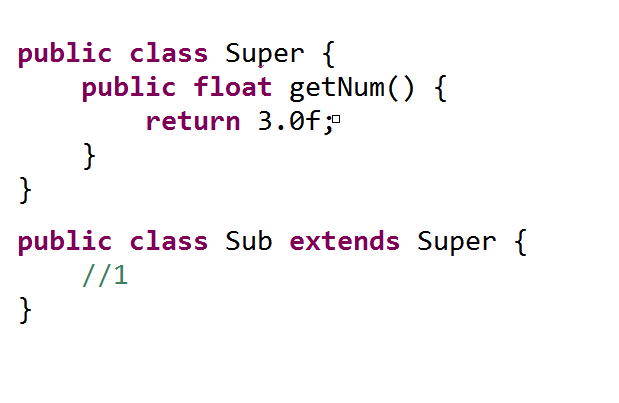 public class Super {
    public float getNum() {
        return 3.0f;
    }
}
public class Sub extends Super {
    //1
}